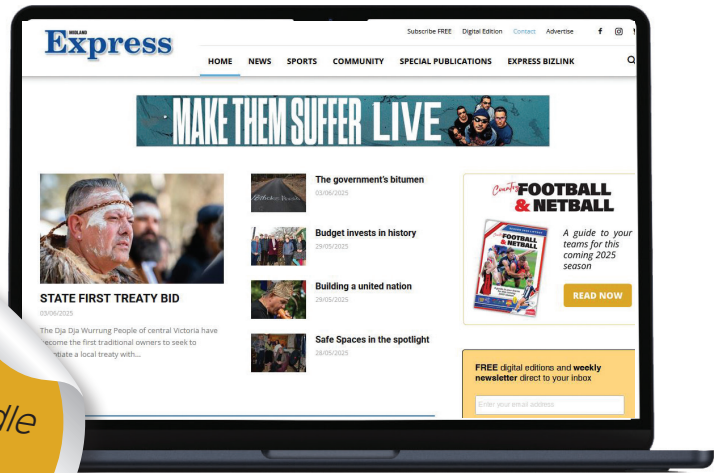 Subscribe FREE Digital Edition Contact Advertise
MIDLAND
Express
HOME NEWS SPORTS COMMUNITY SPECIAL PUBLICATIONS EXPRESS BIZLINK
MAKE THEM SUFFER LIVE
STATE FIRST TREATY BID
03/06/2025
The Dja Dja Wurrung People of central Victoria have
become the first traditional owners to seek to
local treaty with...
The government's bitumen
03/06/2025
Budget invests in history
29/05/2025
Building a united nation
29/05/2025
Safe Spaces in the spotlight
28/05/2025
Country FOOTBALL
& NETBALL
FOOTBALL
& NETBALL
A guide to your
teams for this
coming 2025
season
READ NOW
FREE digital editions and weekly
newsletter direct to your inbox
Enter your email address